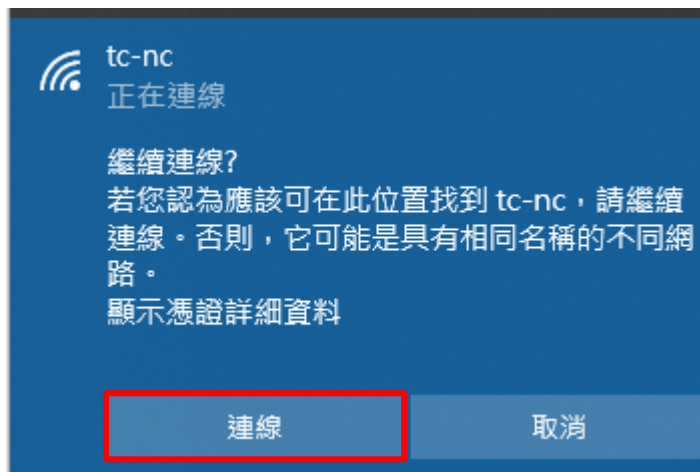 tc-nc
正在連線
繼續連線?
若您認為應該可在此位置找到 tc-nc，請繼續
連線。否則，它可能是具有相同名稱的不同網
路。
顯示憑證詳細資料
連線
取消